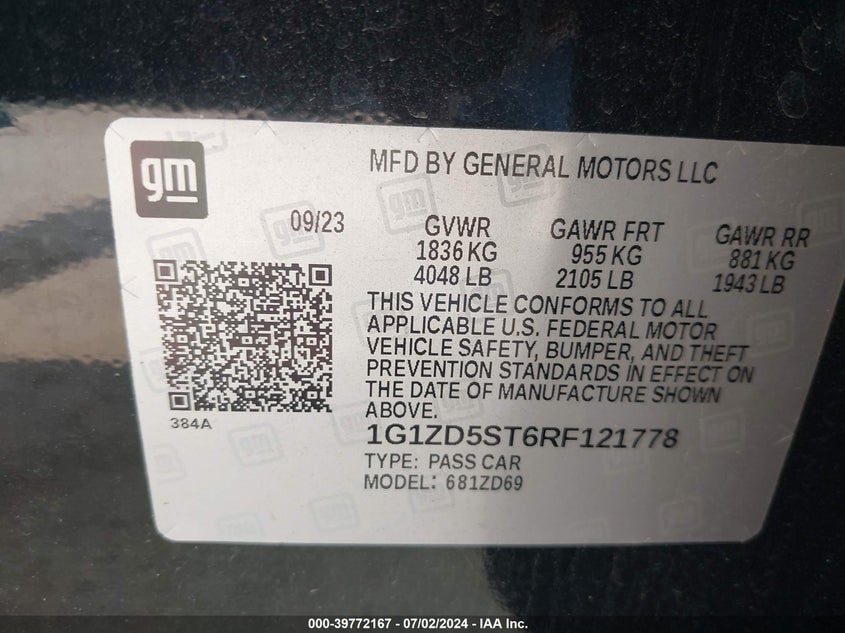 gm
MFD BY GENERAL MOTORS LLC
09/23
GVWR GAWR FRT GAWR RR
1836 KG 955 KG 881 KG
4048 LB 2105 LB 1943 LB
THIS VEHICLE CONFORMS TO ALL
APPLICABLE U.S. FEDERAL MOTOR
VEHICLE SAFETY, BUMPER, AND THEFT
PREVENTION STANDARDS IN EFFECT ON
THE DATE OF MANUFACTURE SHOWN
ABOVE.
384A
1G1ZD5ST6RF121778
TYPE: PASS CAR
MODEL: 681ZD69
000-39772167 - 07/02/2024 - IAA Inc.